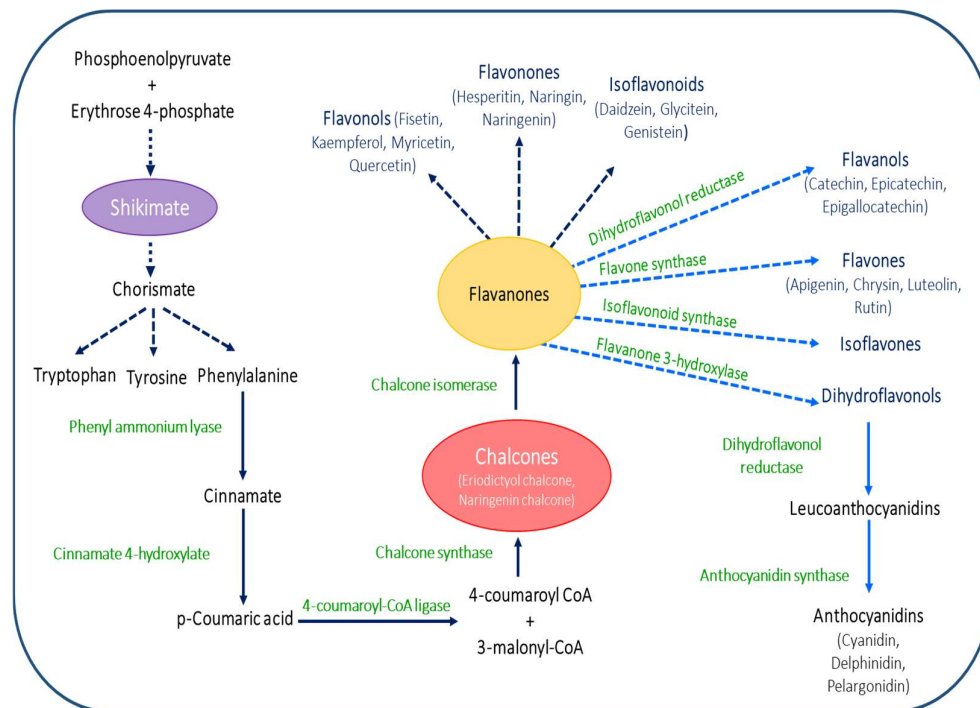 Phosphoenolpyruvate
+
Erythrose 4-phosphate
Shikimate
Chorismate
Tryptophan
Tyrosine
Phenylalanine
Phenyl ammonium lyase
Cinnamate
Cinnamate 4-hydroxylate
p-Coumaric acid
4-coumaroyl-CoA ligase
4-coumaroyl CoA
+
3-malonyl-CoA
Chalcone synthase
Chalcones
(Eriodictyol chalcone,
Naringenin chalcone)
Chalcone isomerase
Flavanones
Flavonols (Fisetin,
Kaempferol, Myricetin,
Quercetin)
Flavonones
(Hesperitin, Naringin,
Naringenin)
Isoflavonoids
(Daidzein, Glycitein,
Genistein)
Dihydroflavonol reductase
Flavanols
(Catechin, Epicatechin,
Epigallocatechin)
Flavone synthase
Flavones
(Apigenin, Chrysin, Luteolin,
Rutin)
Isoflavonoid synthase
Isoflavones
Flavanone 3-hydroxylase
Dihydroflavonols
Dihydroflavonol
reductase
Leucoanthocyanidins
Anthocyanidin synthase
Anthocyanidins
(Cyanidin,
Delphinidin,
Pelargonidin)